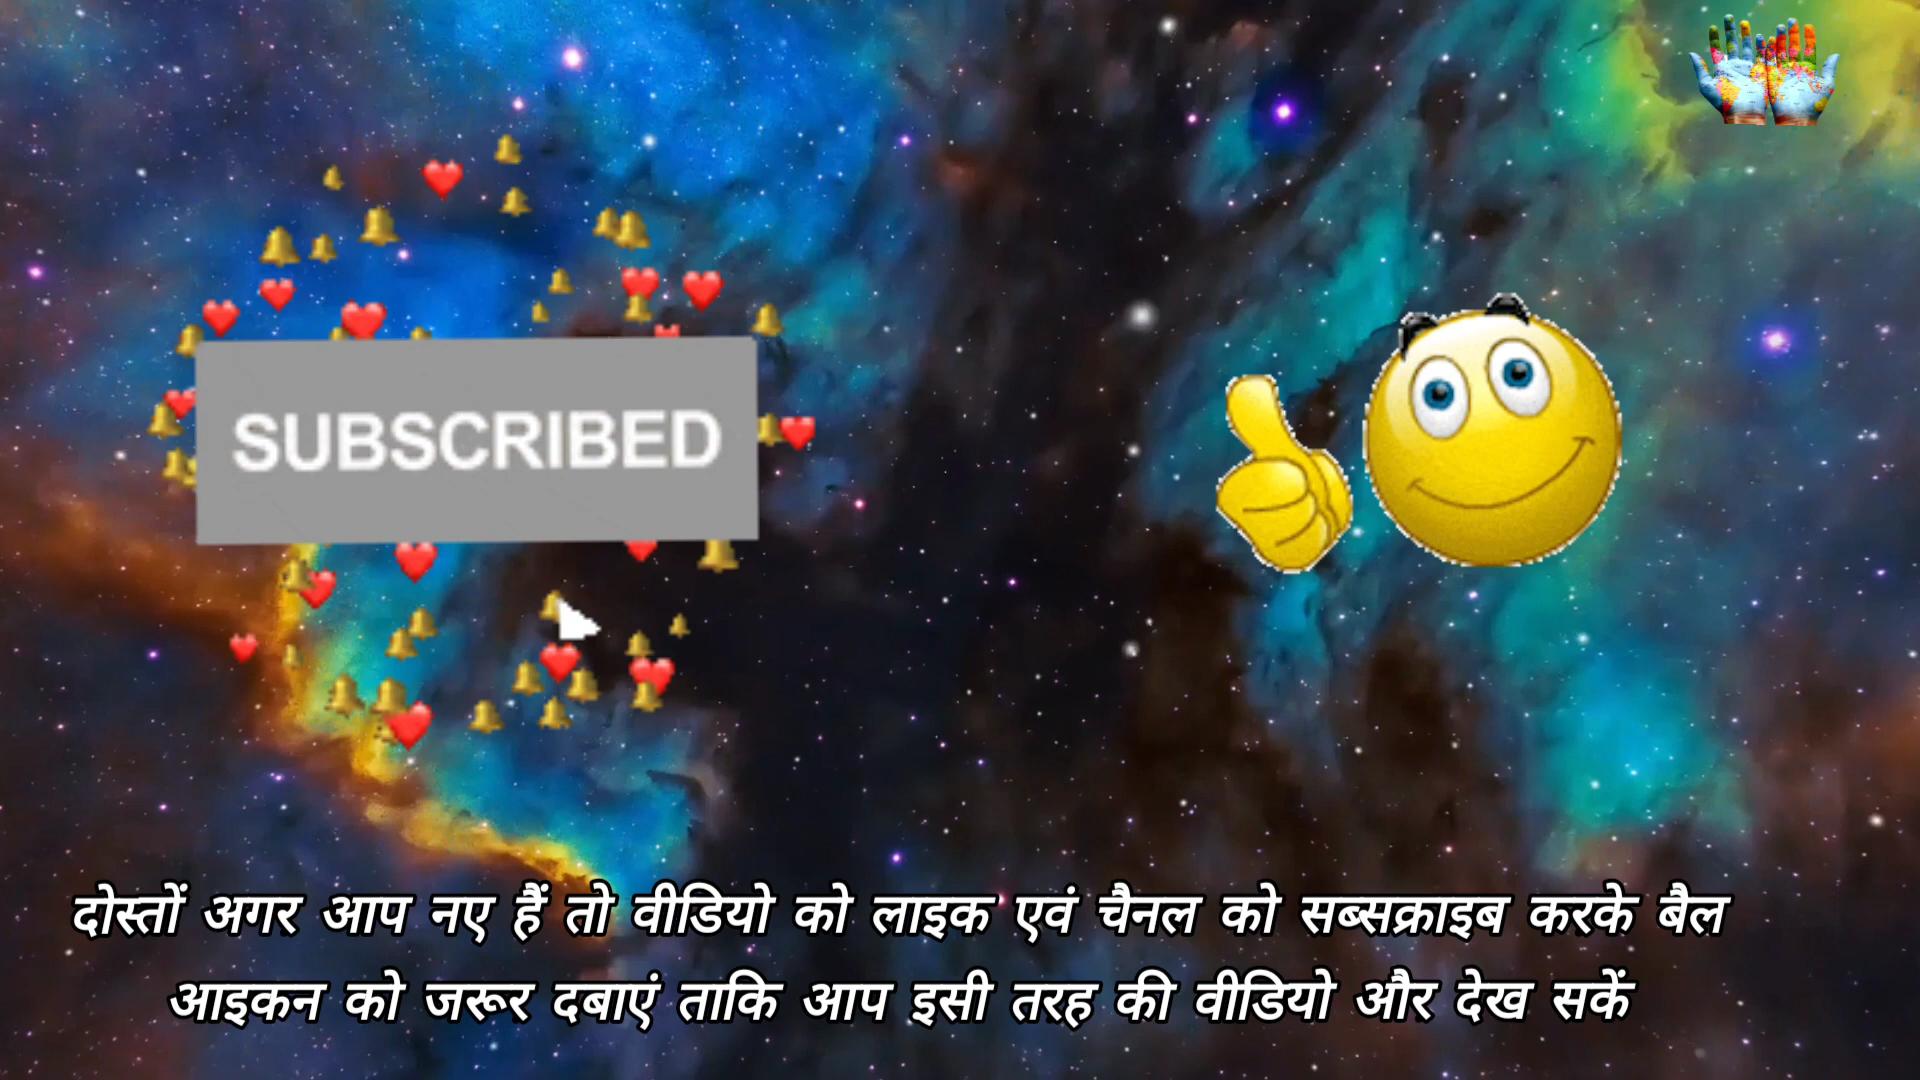 SUBSCRIBED
दोस्तों अगर आप नए हैं तो वीडियो को लाइक एवं चैनल को सब्सक्राइब करके बैल
आइकन को जरूर दबाएं ताकि आप इसी तरह की वीडियो और देख सकें